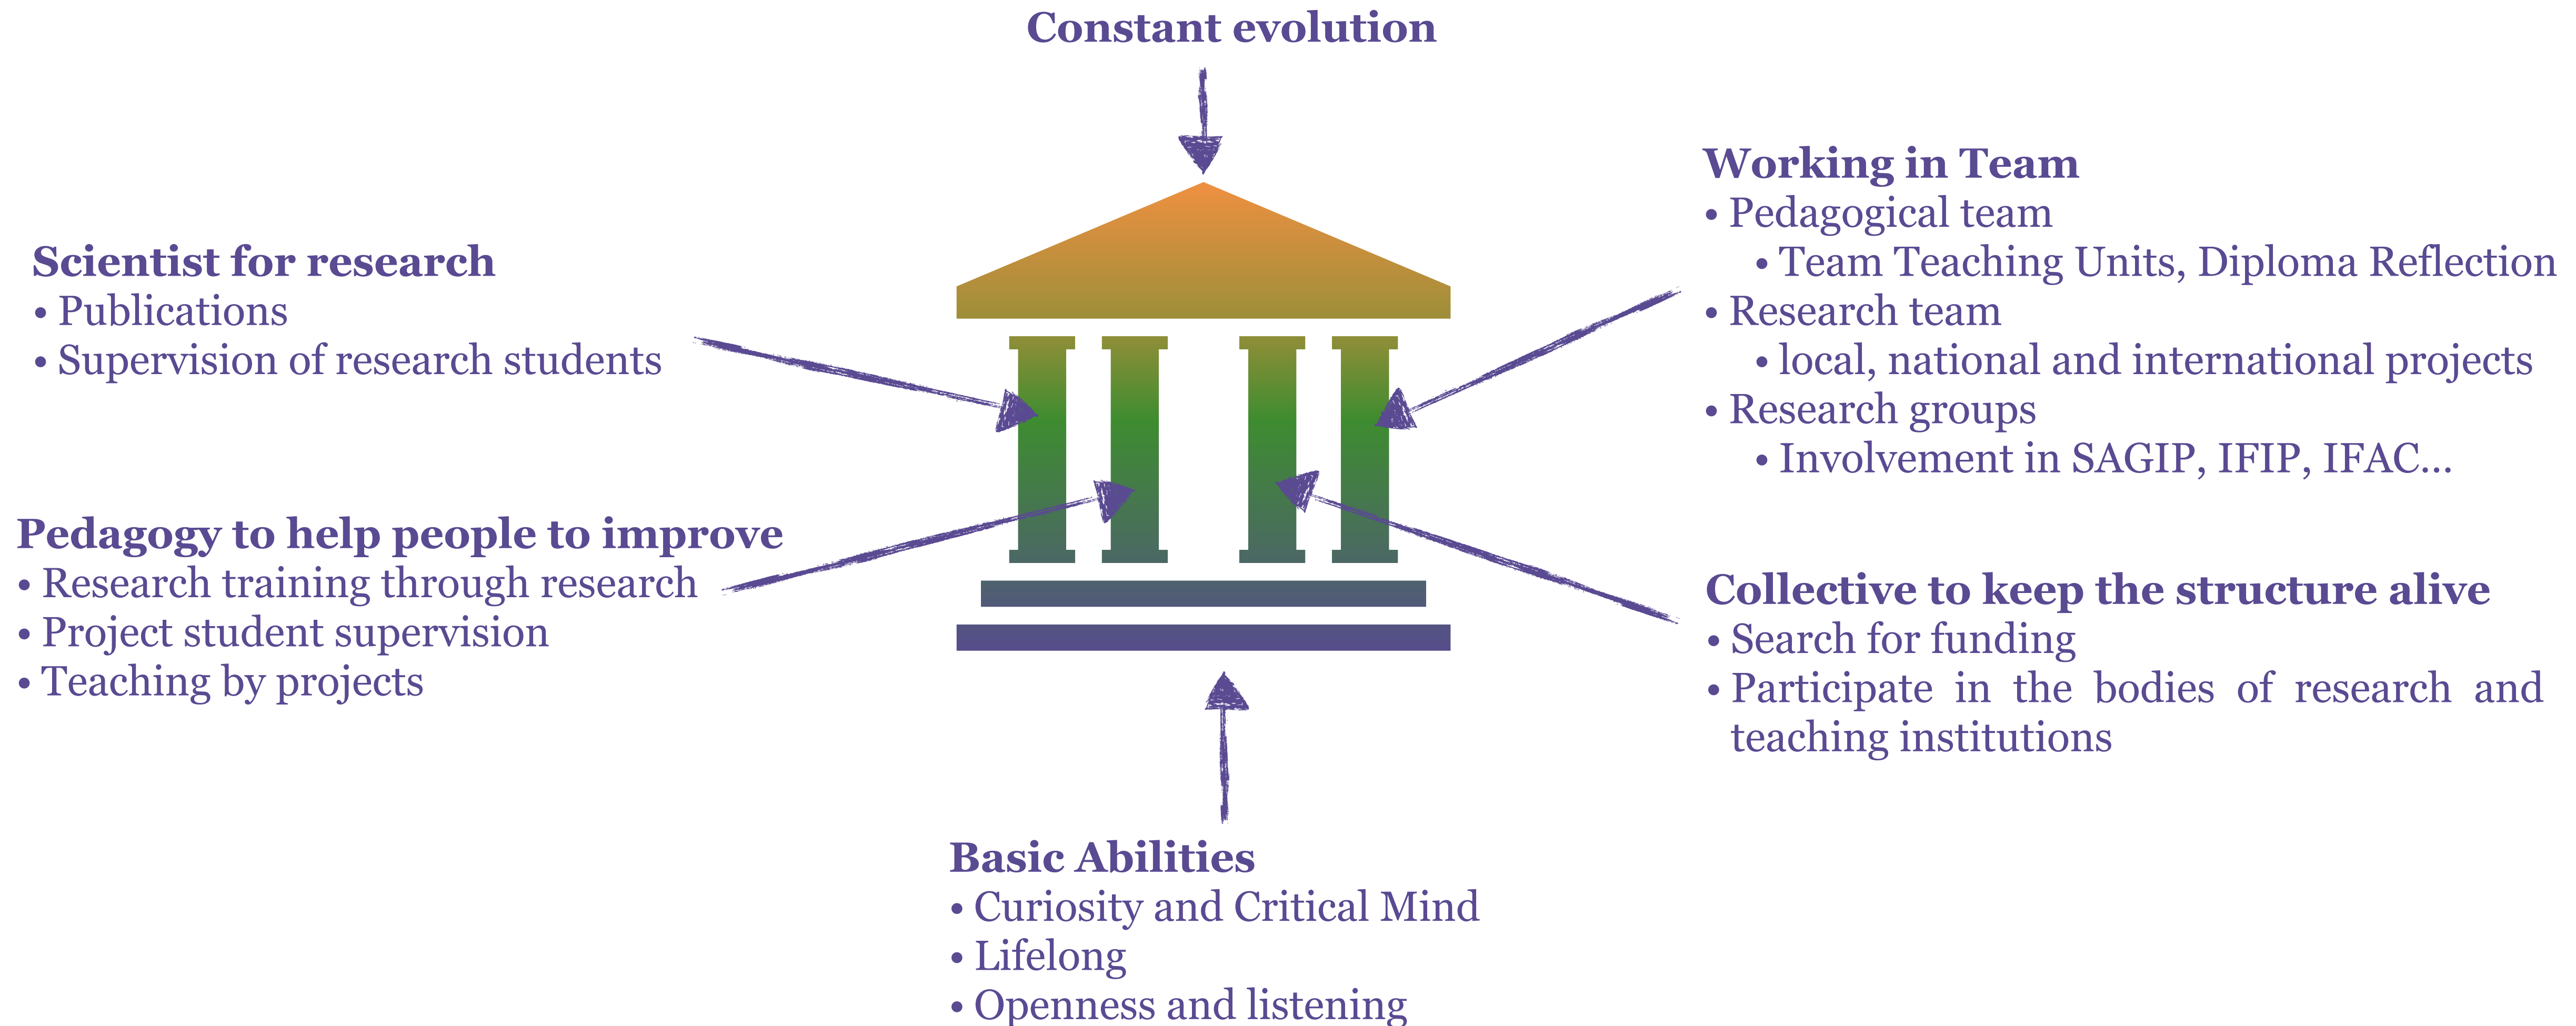 Constant evolution
Scientist for research
• Publications
• Supervision of research students
Pedagogy to help people to improve
• Research training through research
• Project student supervision
• Teaching by projects
Working in Team
• Pedagogical team
• Team Teaching Units, Diploma Reflection
• Research team
• local, national and international projects
• Research groups
• Involvement in SAGIP, IFIP, IFAC...
Collective to keep the structure alive
• Search for funding
• Participate in the bodies of research and
teaching institutions
Basic Abilities
• Curiosity and Critical Mind
• Lifelong
• Openness and listening